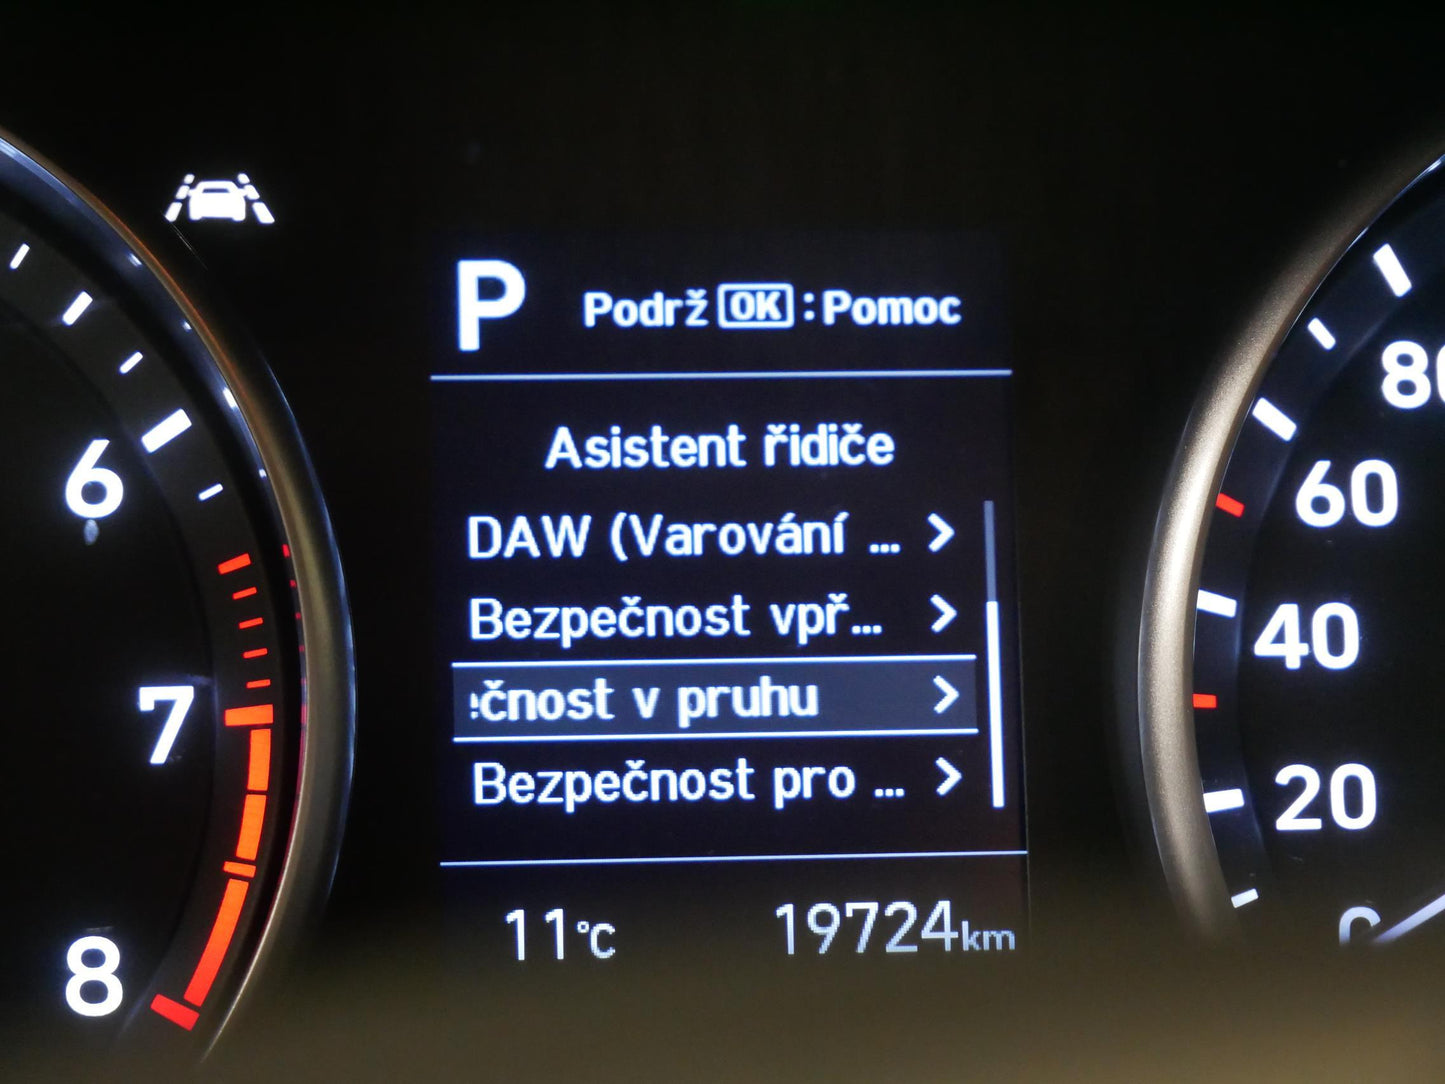 P Podrž OK : Pomoc
Asistent řidiče
DAW (Varování ...
Bezpečnost vpř...
čnost v pruhu
Bezpečnost pro ...
11°C 19724km
6
7
8
80
60
40
20
0